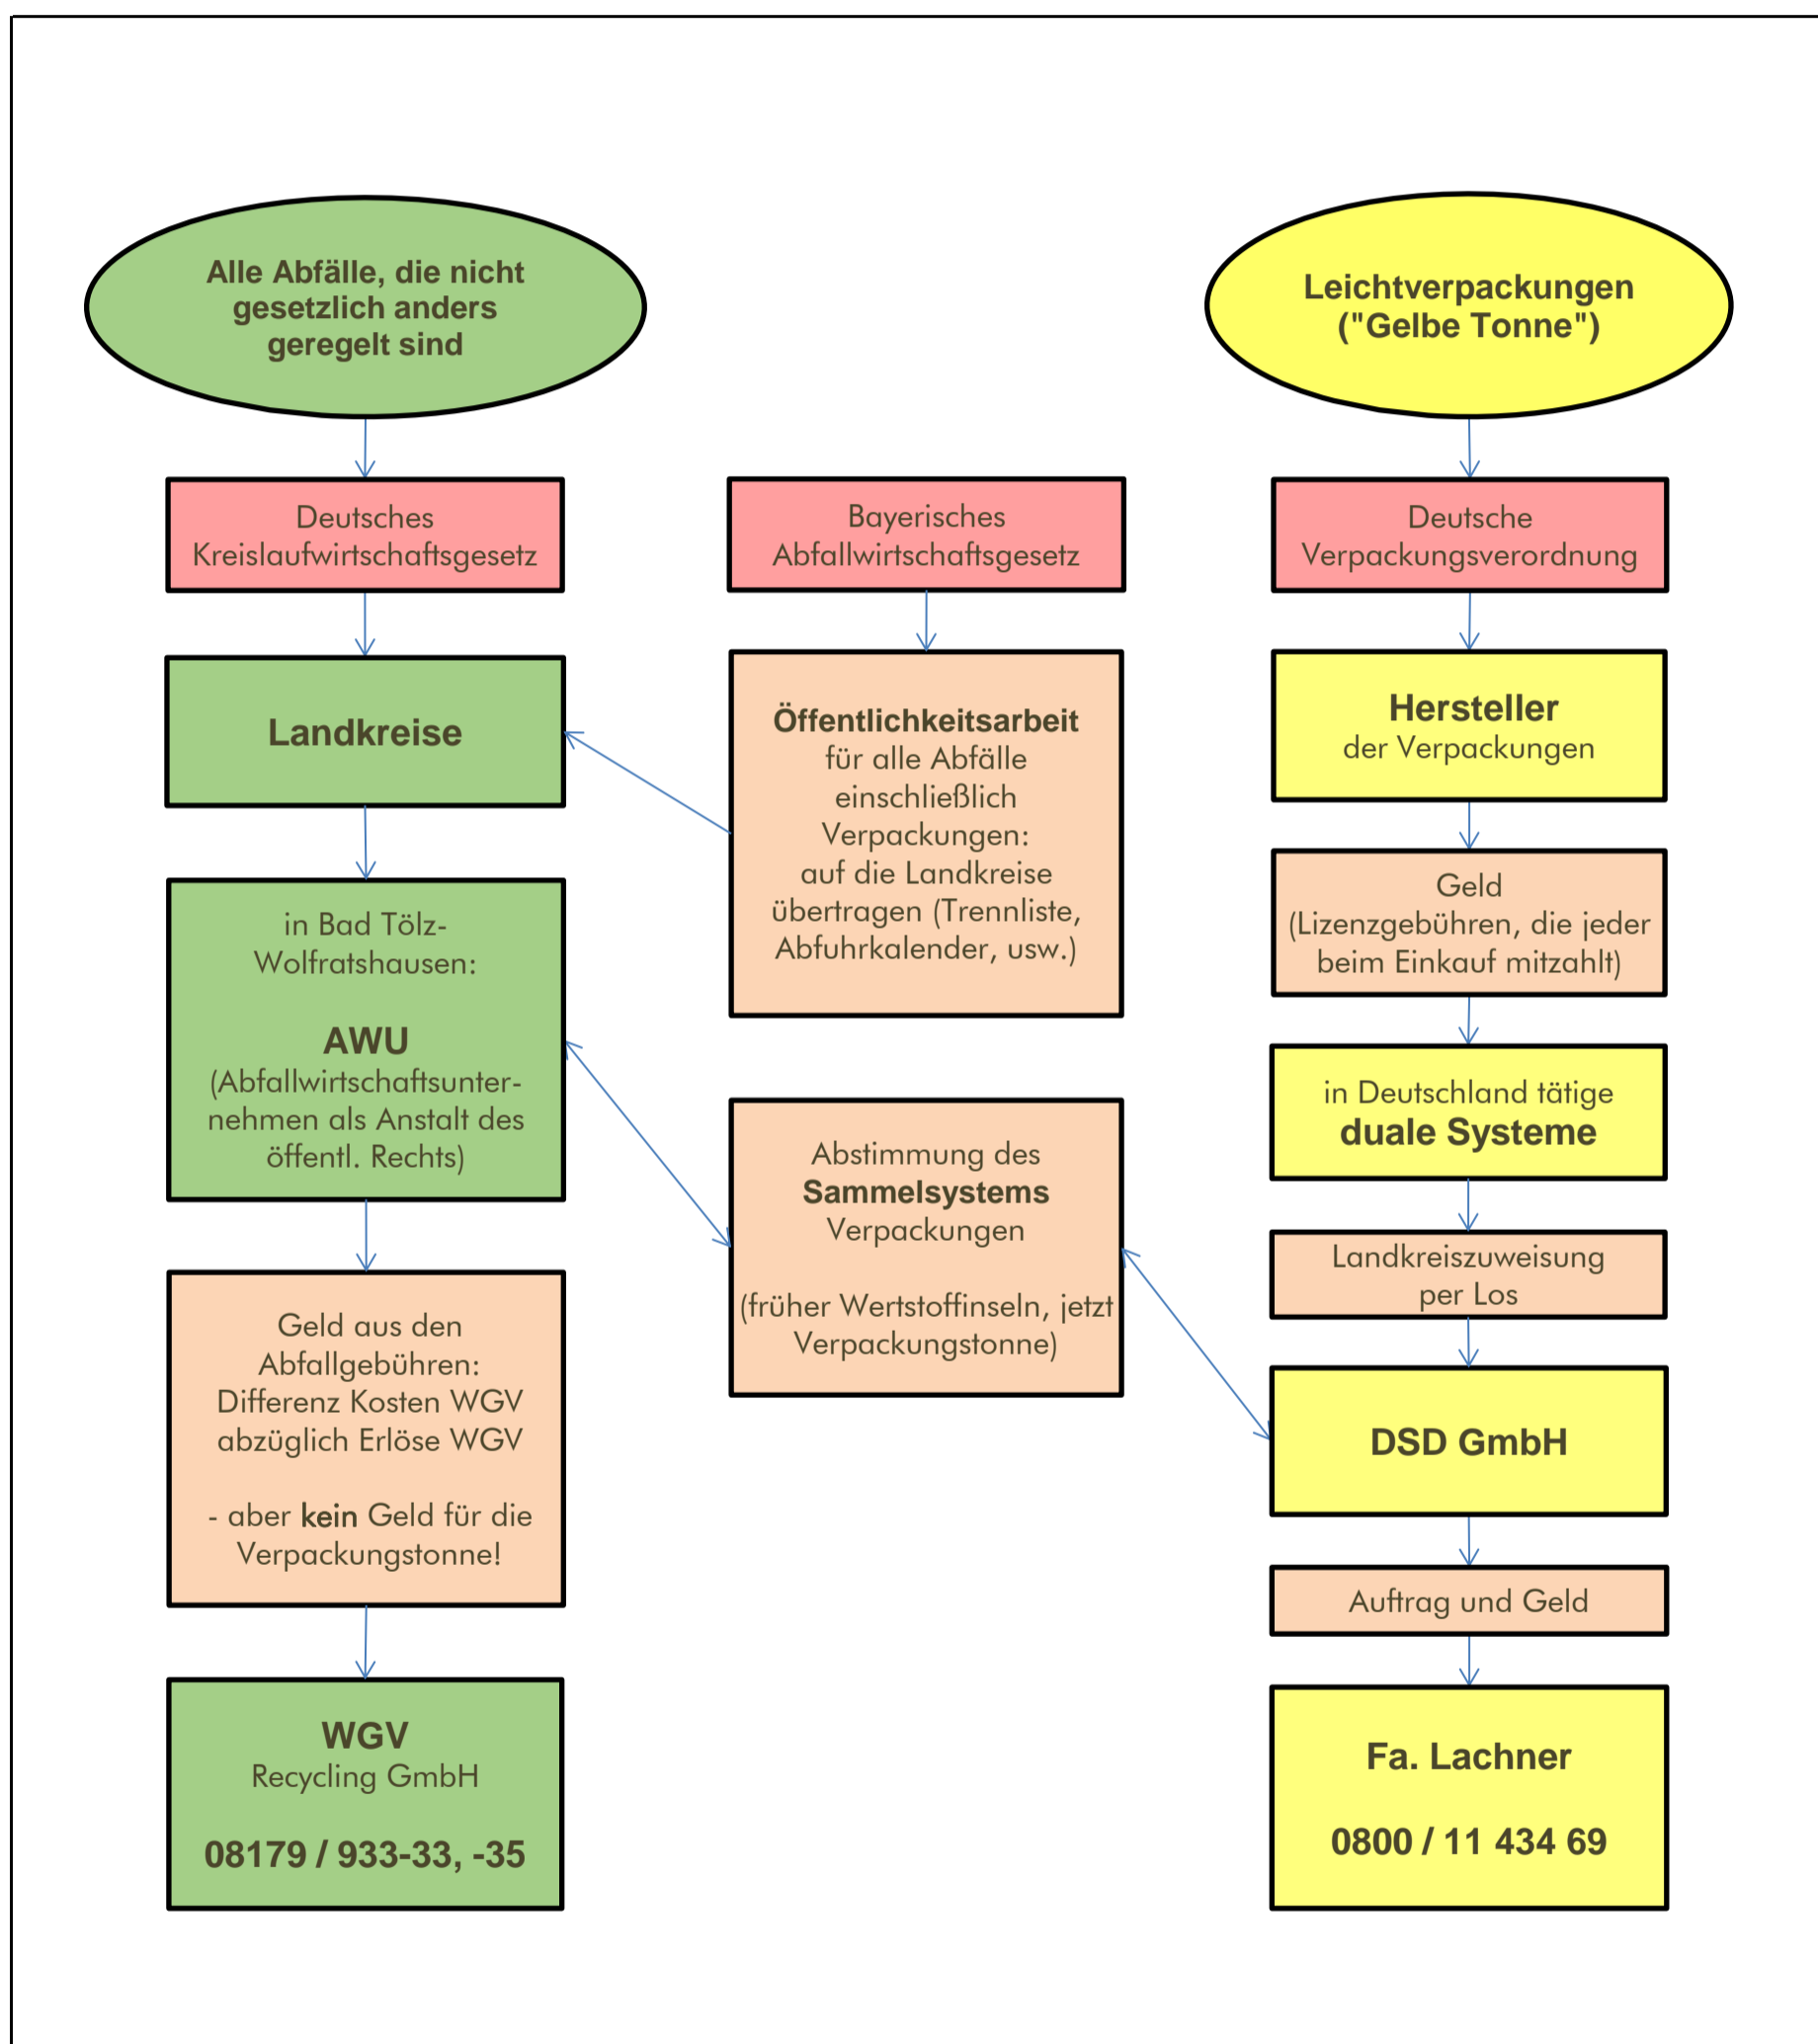 Alle Abfälle, die nicht
gesetzlich anders
geregelt sind
Deutsches
Kreislaufwirtschaftsgesetz
Landkreise
in Bad Tölz-
Wolfratshausen:
AWU
(Abfallwirtschaftsunter-
nehmen als Anstalt des
öffentl. Rechts)
Geld aus den
Abfallgebühren:
Differenz Kosten WGV
abzüglich Erlöse WGV
- aber kein Geld für die
Verpackungstonne!
WGV
Recycling GmbH
08179 / 933-33, -35
Bayerisches
Abfallwirtschaftsgesetz
Öffentlichkeitsarbeit
für alle Abfälle
einschließlich
Verpackungen:
auf die Landkreise
übertragen (Trennliste,
Abfuhrkalender, usw.)
Abstimmung des
Sammelsystems
Verpackungen
(früher Wertstoffinseln, jetzt
Verpackungstonne)
Leichtverpackungen
("Gelbe Tonne")
Deutsche
Verpackungsverordnung
Hersteller
der Verpackungen
Geld
(Lizenzgebühren, die jeder
beim Einkauf mitzahlt)
in Deutschland tätige
duale Systeme
Landkreiszuweisung
per Los
DSD GmbH
Auftrag und Geld
Fa. Lachner
0800 / 11 434 69